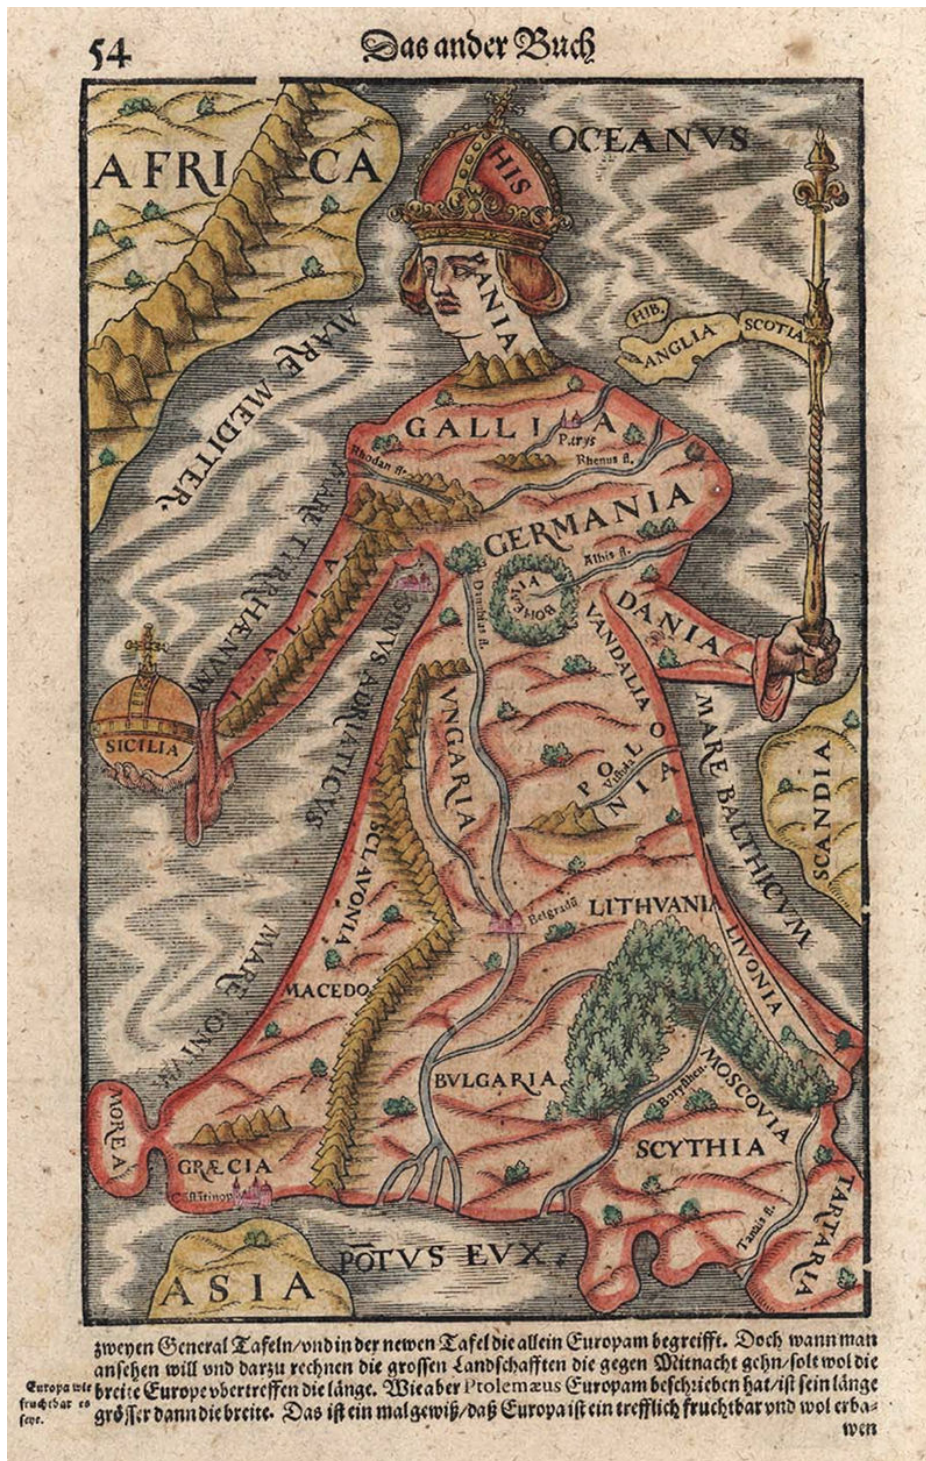 54
Das ander Buch
AFRICA
HISPANIA
OCEANVS
HIB.
ANGLIA
SCOTIA
MARE MEDITER.
GALLIA
Parys
Rhodan fl.
Rhenus fl.
MARE TIRRHÆNUM
GERMANIA
Albis fl.
BOHEMIA
Danubius fl.
ITALIA
SINVS ADRIATICVS
DANIA
VANDALIA
SICILIA
VNGARIA
POLONIA
Vistula
MARE BALTHICVM
SCANDIA
SCLAVONIA
Belgradū
LITHVANIA
LIVONIA
MARE IONIVM
MACEDO
BVLGARIA
Borysthen.
MOSCOVIA
MOREA
GRÆCIA
SCYTHIA
Cōstātinop
Tanais fl.
TARTARIA
ASIA
PŌTVS EVX:
zweyen General Tafeln/vnd in der newen Tafel die allein Europam begreifft. Doch wann man
ansehen will vnd darzu rechnen die grossen Landschafften die gegen Mitnacht gehn/solt wol die
Europa wie
breite Europe vbertreffen die länge. Wie aber Ptolemæus Europam beschrieben hat/ist sein länge
fruchtbar es
seye.
grösser dann die breite. Das ist ein mal gewiß/daß Europa ist ein trefflich fruchtbar vnd wol erba-
wen